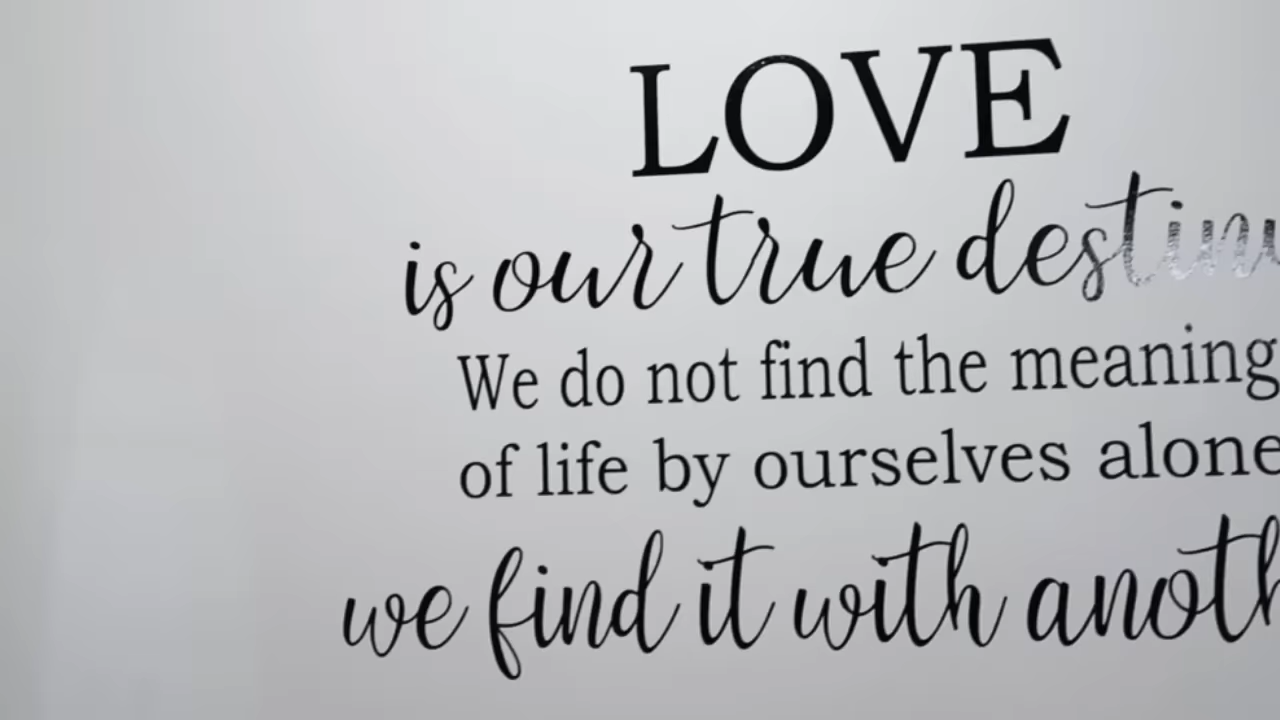 LOVE
is our true
We do not find the meaning
of life by ourselves alone
we find it with